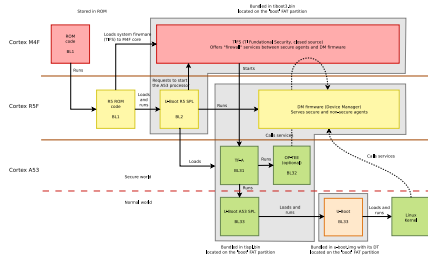 Stored in ROM
Bundled in tiboot3.bin
located on the "boot" FAT partition
Cortex M4F
ROM
code
BL1
Loads system firmware
(TIFS) to M4F core
TIFS (TI Fundational Security, closed source)
Offers "firewall" services between secure agents and DM firmware
Runs
Requests to start
the A53 processor
Starts
Cortex R5F
R5 ROM
code
BL1
Loads
and
runs
U-Boot R5 SPL
BL2
Runs
DM firmware (Device Manager)
Serves secure and non-secure agents
Calls services
Calls services
Cortex A53
Loads
TF-A
BL31
Runs
OP-TEE
(optional)
BL32
Secure world
Runs
Normal world
U-Boot A53 SPL
BL33
Loads and
runs
U-Boot
BL33
Loads and
runs
Linux
Kernel
Bundled in tispl.bin
located on the "boot" FAT partition
Bundled in u-boot.img with its DT
located on the "boot" FAT partition